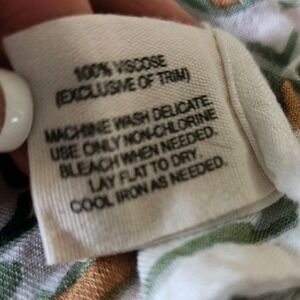 100% VISCOSE
(EXCLUSIVE OF TRIM)
MACHINE WASH DELICATE.
USE ONLY NON-CHLORINE
BLEACH WHEN NEEDED.
LAY FLAT TO DRY
COOL IRON AS NEEDED.